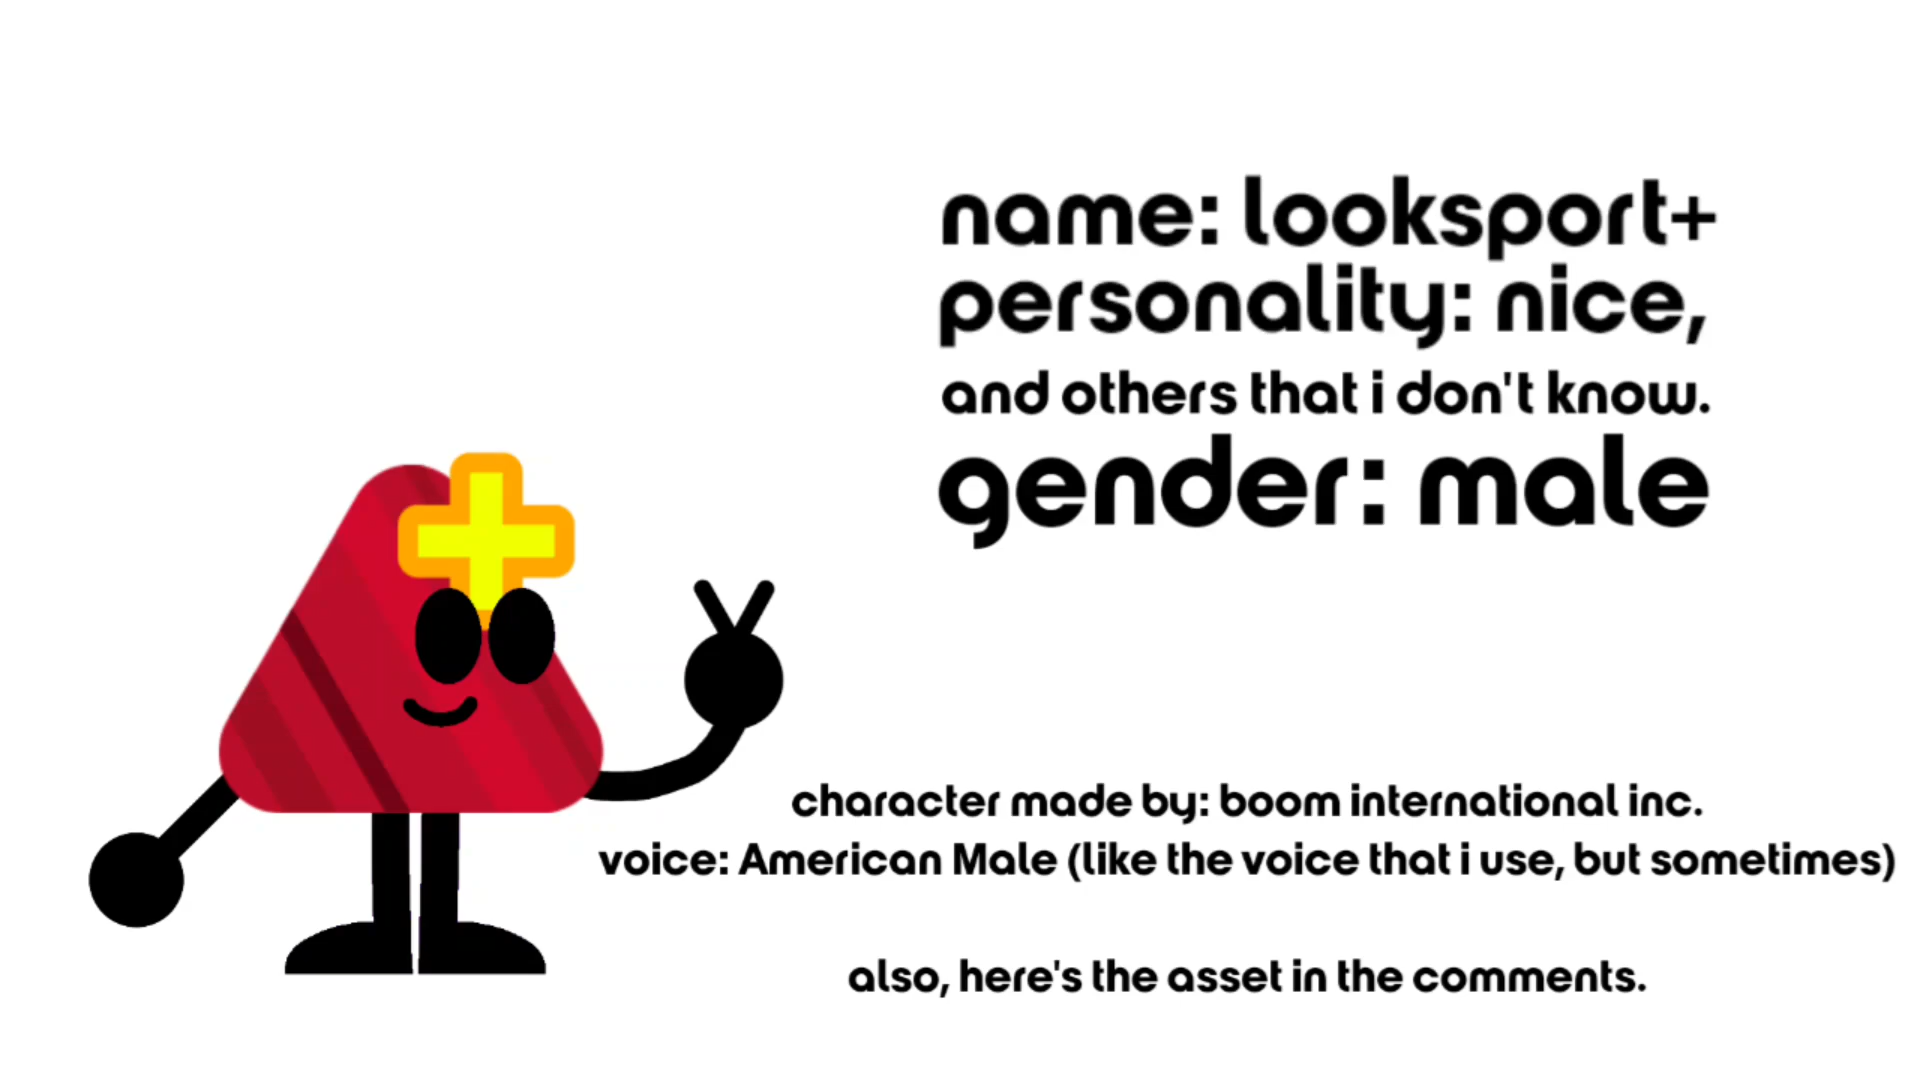 name: looksport+
personality: nice,
and others that i don't know.
gender: male
character made by: boom international inc.
voice: American Male (like the voice that i use, but sometimes)
also, here's the asset in the comments.